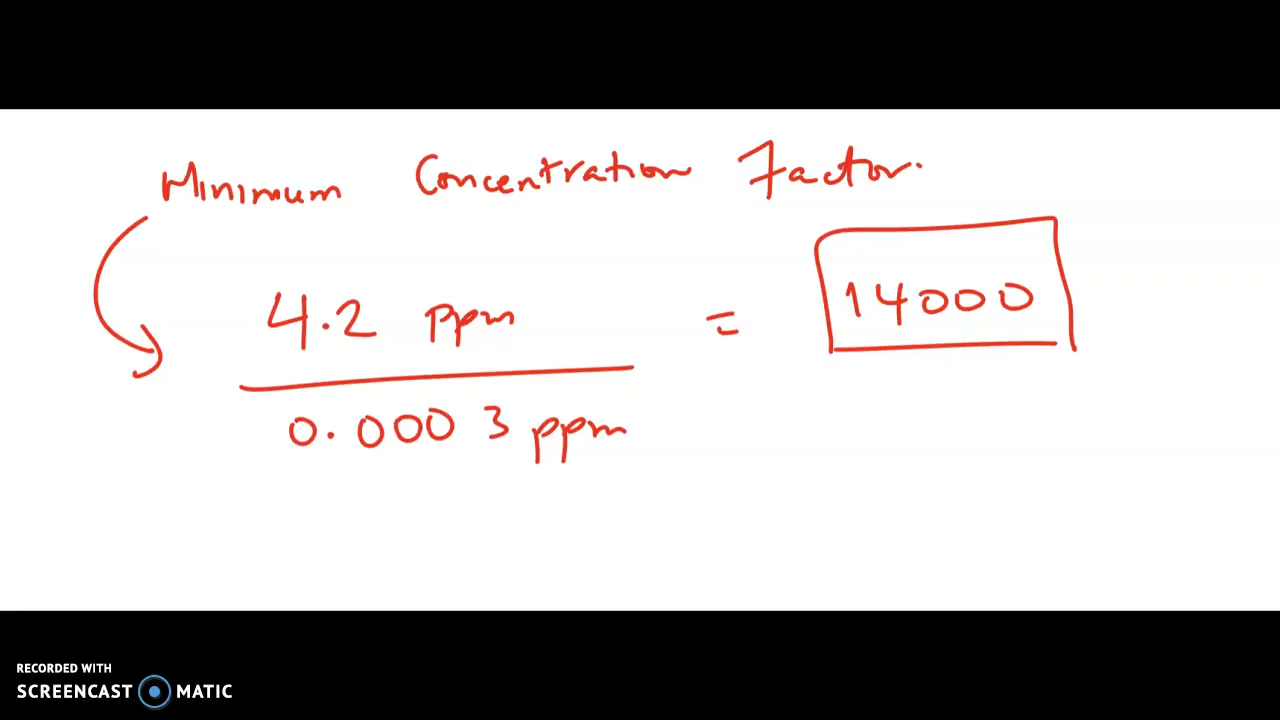 Minimum Concentration Factor.
4.2 ppm = 14000
0.0003 ppm
RECORDED WITH
SCREENCAST MATIC